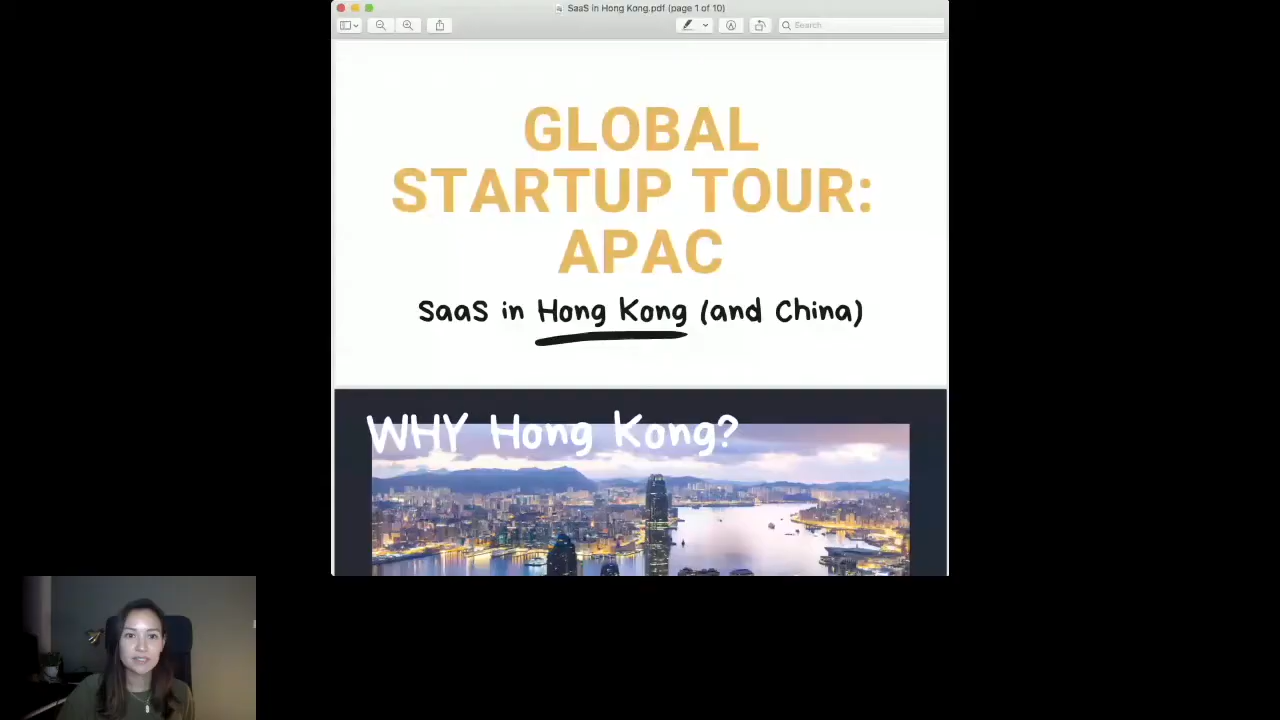 SaaS in Hong Kong.pdf (page 1 of 10)
Search
GLOBAL
STARTUP TOUR:
APAC
SaaS in Hong Kong (and China)
WHY Hong Kong?